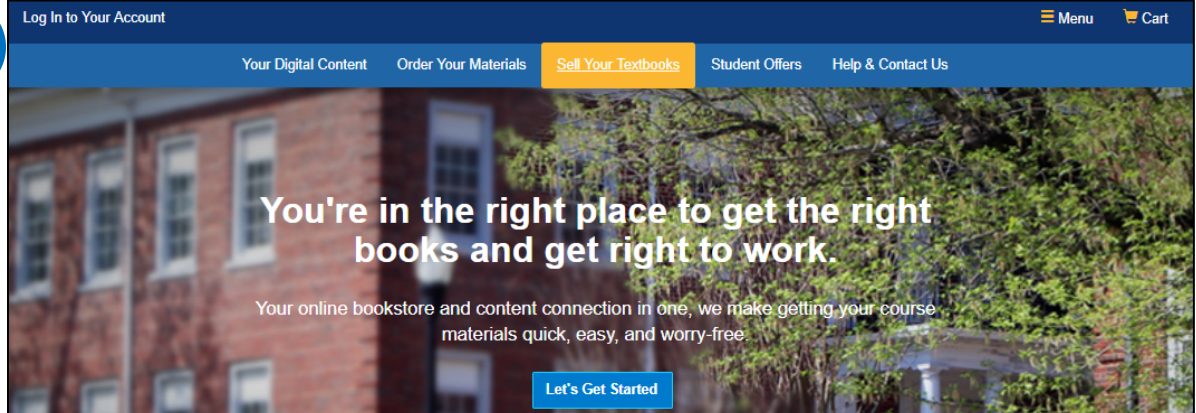 Log In to Your Account
Menu
Cart
Your Digital Content
Order Your Materials
Sell Your Textbooks
Student Offers
Help & Contact Us
You're in the right place to get the right
books and get right to work.
Your online bookstore and content connection in one, we make getting your course
materials quick, easy, and worry-free.
Let's Get Started